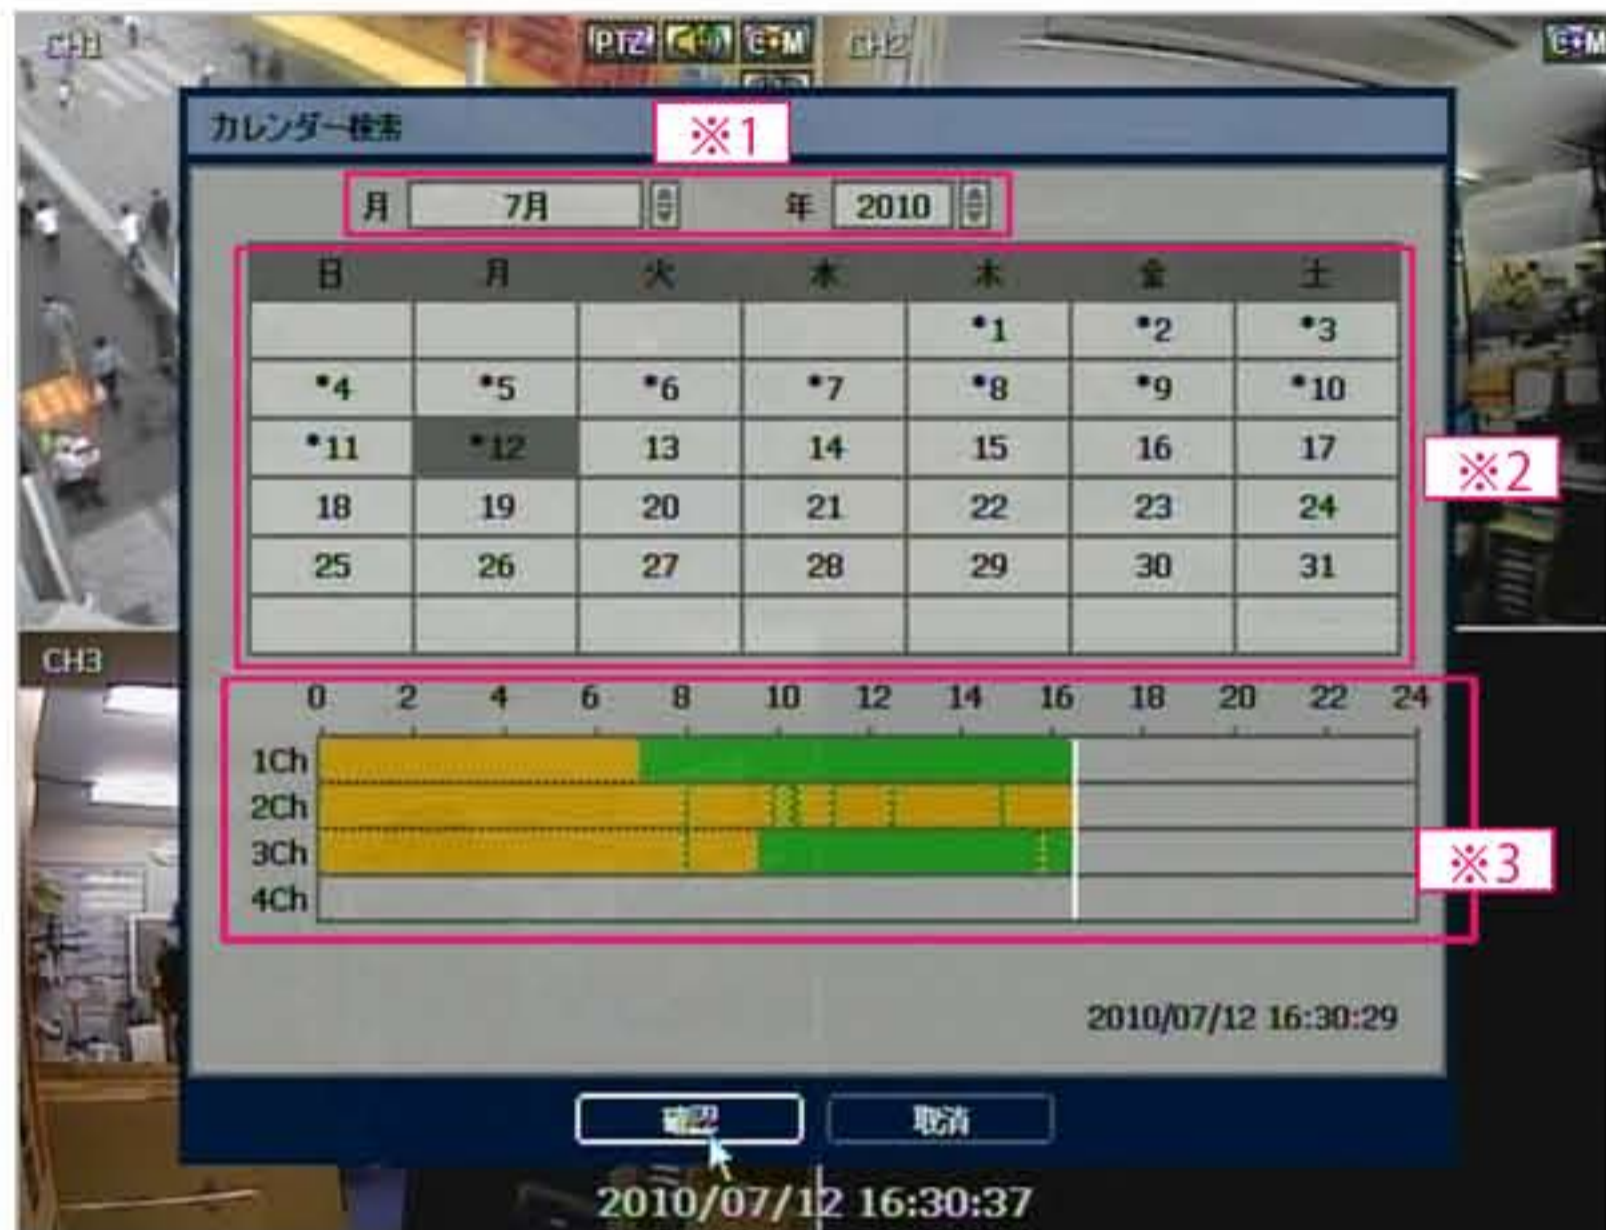 CH1 PTZ C+M CH2 C+M
カレンダー検索
※1
月 7月 年 2010
日 月 火 水 木 金 土
•1 •2 •3
•4 •5 •6 •7 •8 •9 •10
•11 •12 13 14 15 16 17
※2
18 19 20 21 22 23 24
25 26 27 28 29 30 31
CH3
0 2 4 6 8 10 12 14 16 18 20 22 24
1Ch
2Ch
3Ch
※3
4Ch
2010/07/12 16:30:29
確認 取消
2010/07/12 16:30:37